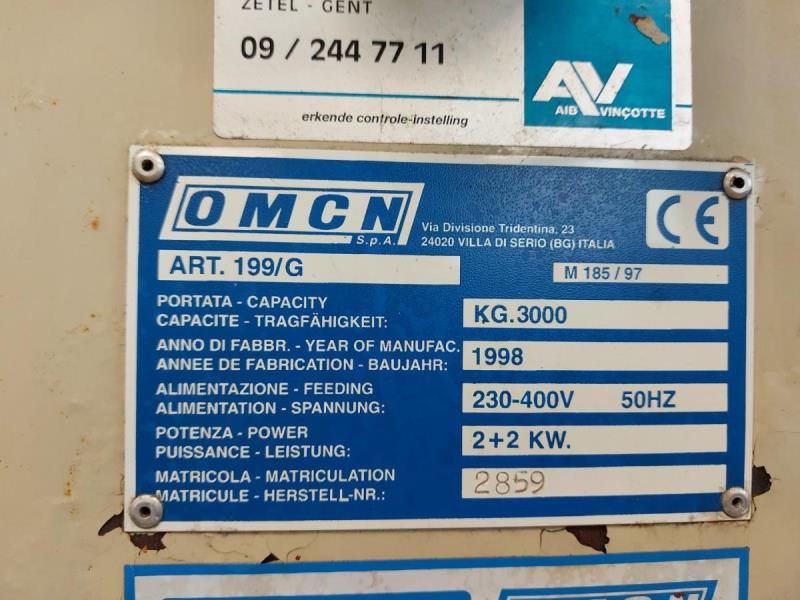 ZETEL - GENT
09 / 244 77 11
AV
AIB VINÇOTTE
erkende controle-instelling
OMCN
S.p.A.
Via Divisione Tridentina, 23
24020 VILLA DI SERIO (BG) ITALIA
CE
ART. 199/G
M 185 / 97
PORTATA - CAPACITY
CAPACITE - TRAGFÄHIGKEIT:
KG.3000
ANNO DI FABBR. - YEAR OF MANUFAC.
ANNEE DE FABRICATION - BAUJAHR:
1998
ALIMENTAZIONE - FEEDING
ALIMENTATION - SPANNUNG:
230-400V 50HZ
POTENZA - POWER
PUISSANCE - LEISTUNG:
2+2 KW.
MATRICOLA - MATRICULATION
MATRICULE - HERSTELL-NR.:
2859